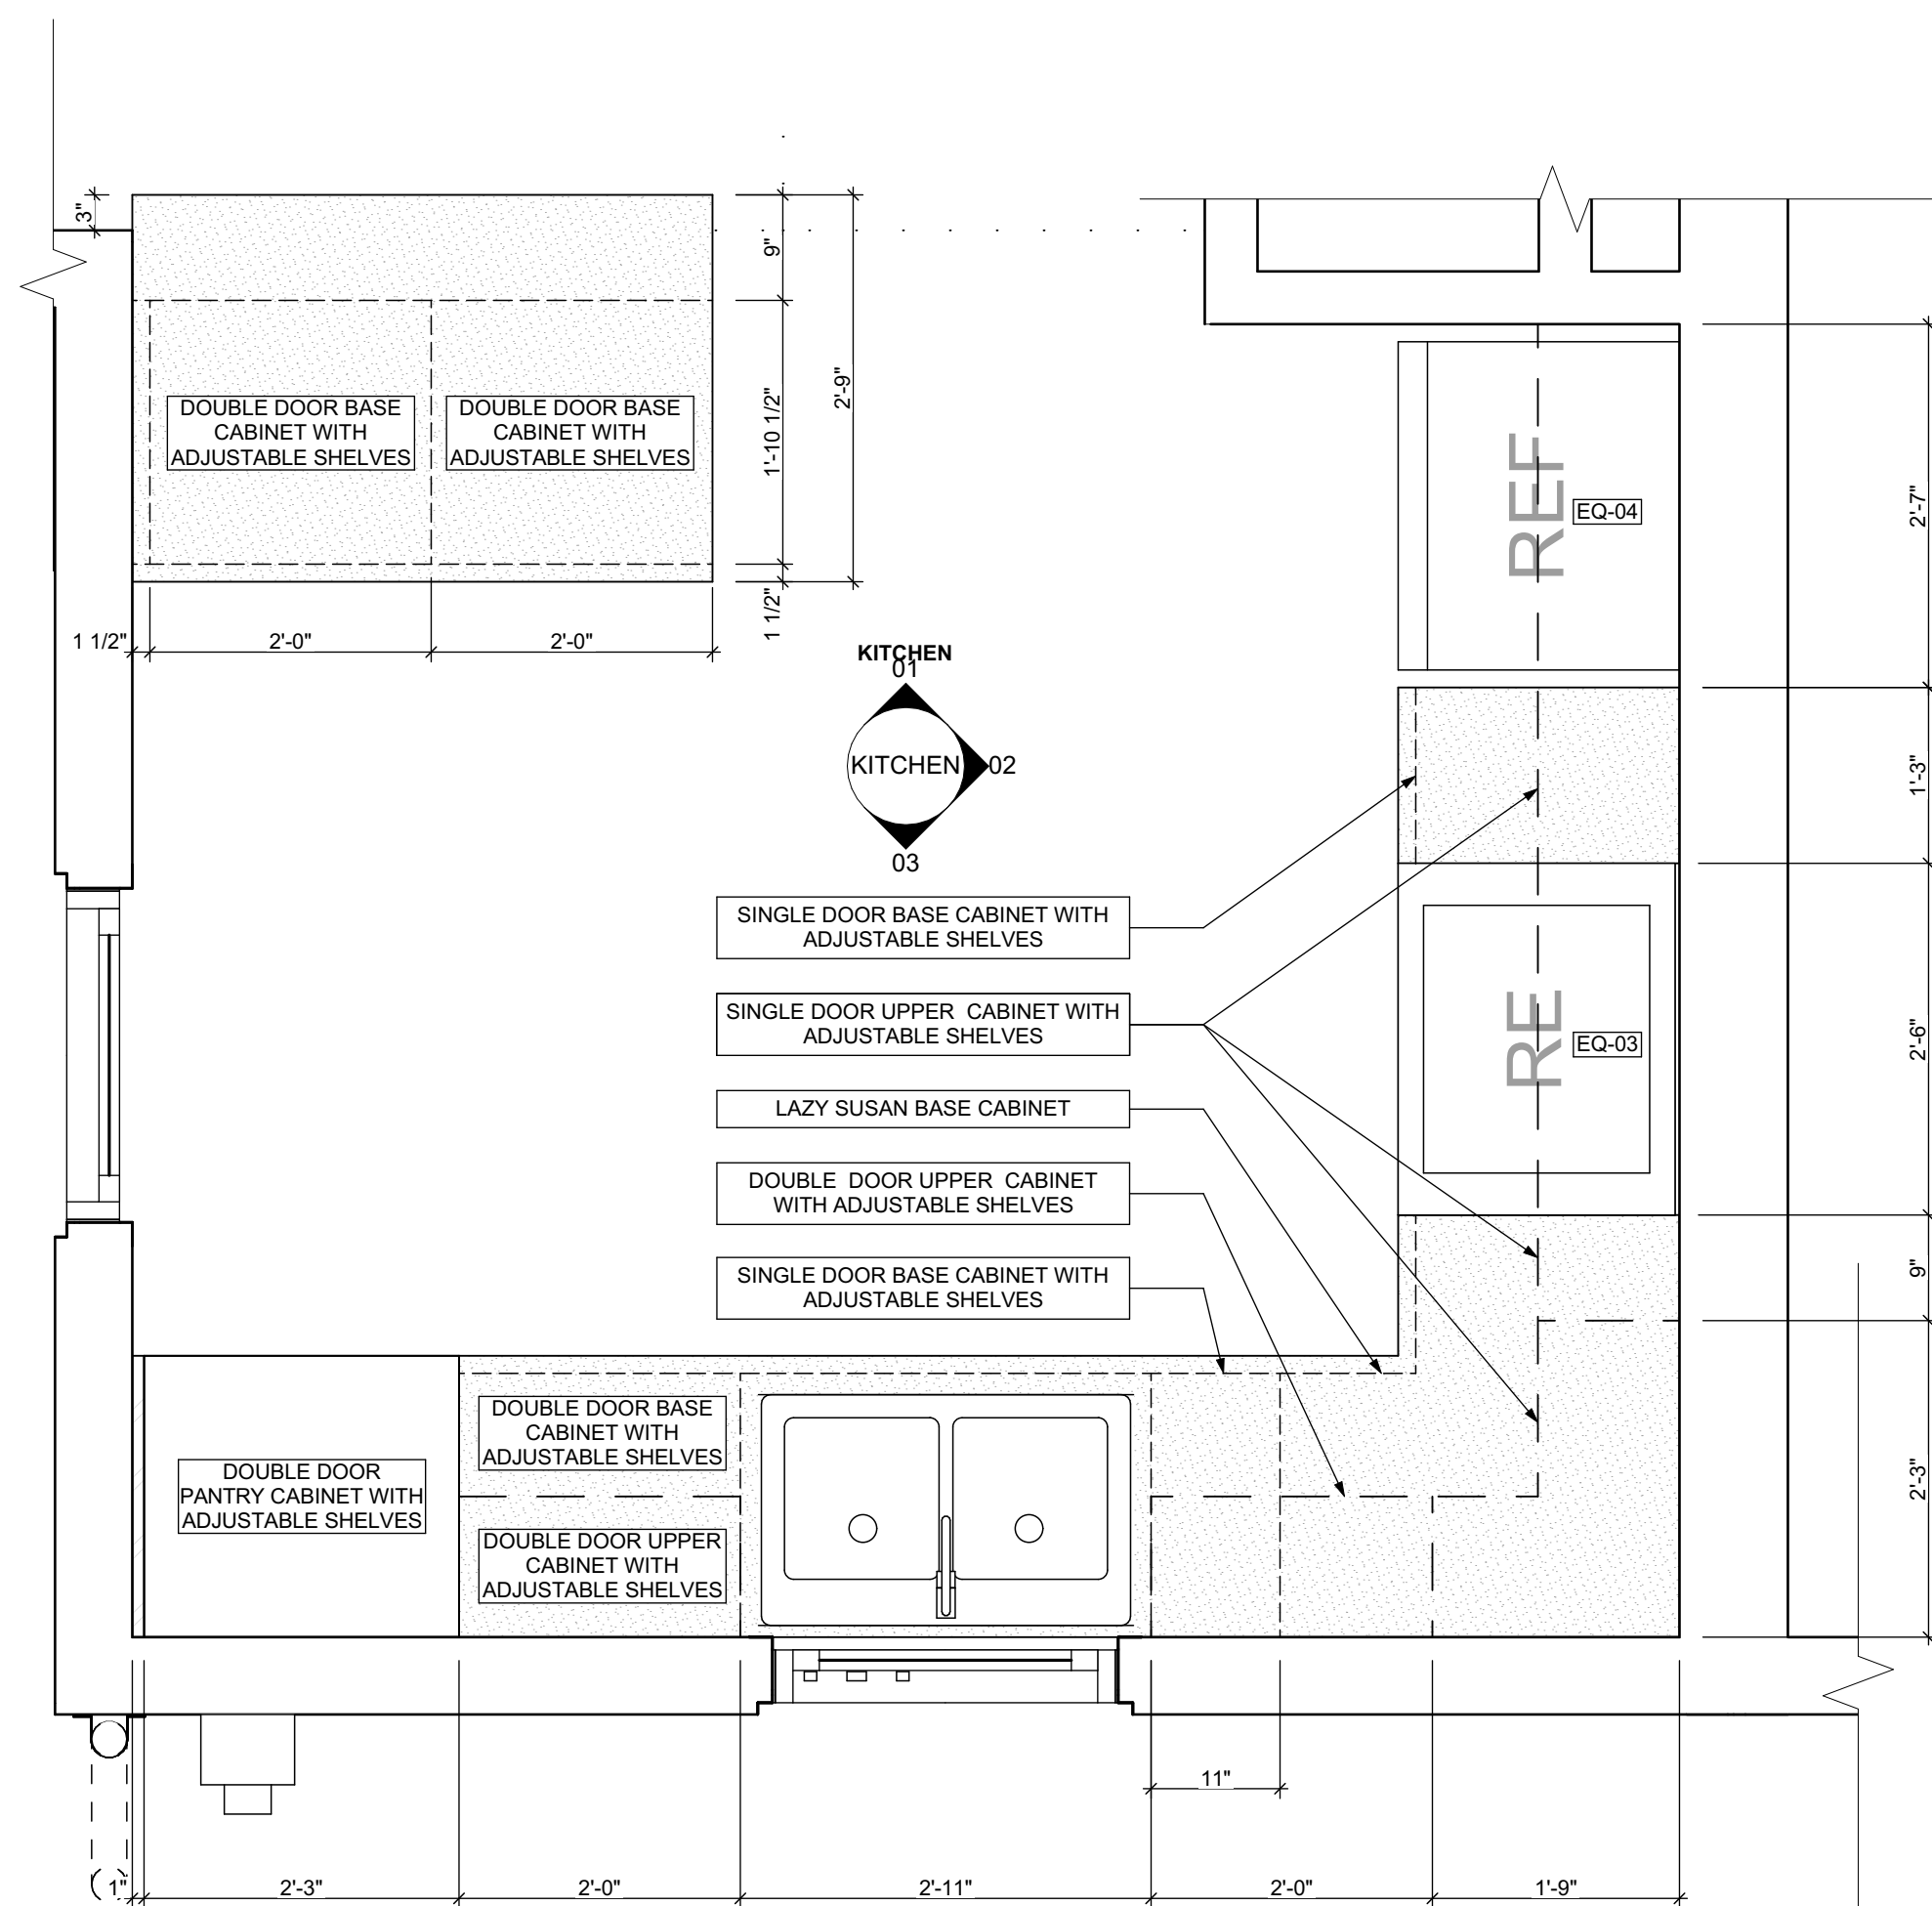 3"
9"
1'-10 1/2"
2'-9"
1 1/2"
DOUBLE DOOR BASE
CABINET WITH
ADJUSTABLE SHELVES
DOUBLE DOOR BASE
CABINET WITH
ADJUSTABLE SHELVES
1 1/2"
2'-0"
2'-0"
REF
EQ-04
2'-7"
KITCHEN
01
KITCHEN
02
03
1'-3"
SINGLE DOOR BASE CABINET WITH
ADJUSTABLE SHELVES
SINGLE DOOR UPPER CABINET WITH
ADJUSTABLE SHELVES
LAZY SUSAN BASE CABINET
DOUBLE DOOR UPPER CABINET
WITH ADJUSTABLE SHELVES
SINGLE DOOR BASE CABINET WITH
ADJUSTABLE SHELVES
RE
EQ-03
2'-6"
9"
2'-3"
DOUBLE DOOR
PANTRY CABINET WITH
ADJUSTABLE SHELVES
DOUBLE DOOR BASE
CABINET WITH
ADJUSTABLE SHELVES
DOUBLE DOOR UPPER
CABINET WITH
ADJUSTABLE SHELVES
11"
1"
2'-3"
2'-0"
2'-11"
2'-0"
1'-9"